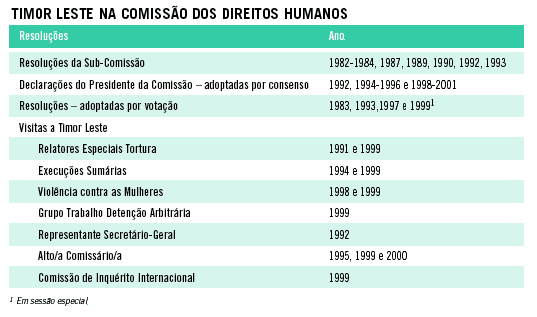 TIMOR LESTE NA COMISSÃO DOS DIREITOS HUMANOS
Resoluções Ano.
Resoluções da Sub-Comissão 1982-1984, 1987, 1989, 1990, 1992, 1993
Declarações do Presidente da Comissão – adoptadas por consenso 1992, 1994-1996 e 1998-2001
Resoluções – adoptadas por votação 1983, 1993,1997 e 1999¹
Visitas a Timor Leste
Relatores Especiais Tortura 1991 e 1999
Execuções Sumárias 1994 e 1999
Violência contra as Mulheres 1998 e 1999
Grupo Trabalho Detenção Arbitrária 1999
Representante Secretário-Geral 1992
Alto/a Comissário/a 1995, 1999 e 2000
Comissão de Inquérito Internacional 1999
¹ Em sessão especial